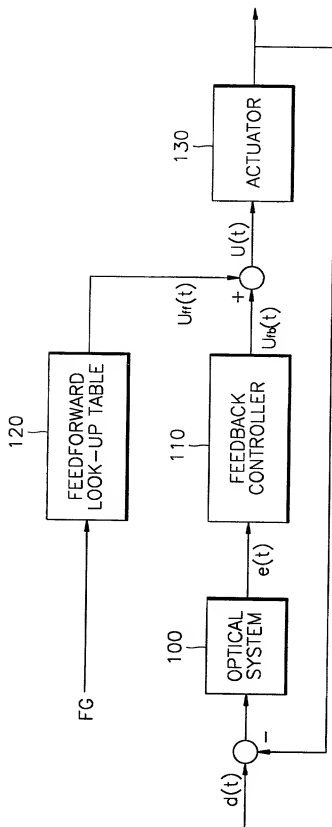 120
FEEDFORWARD
LOOK-UP TABLE
FG
Uff(t)
100
OPTICAL
SYSTEM
110
FEEDBACK
CONTROLLER
130
ACTUATOR
d(t)
-
e(t)
Ufb(t)
+
U(t)